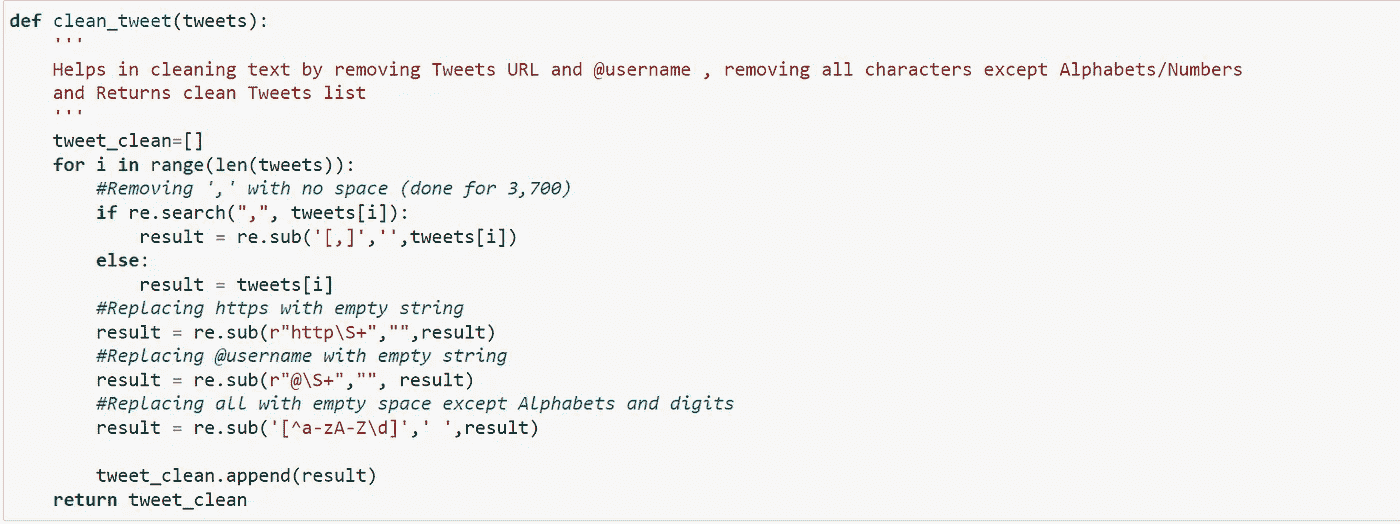 def clean_tweet(tweets):
    '''
    Helps in cleaning text by removing Tweets URL and @username , removing all characters except Alphabets/Numbers
    and Returns clean Tweets list
    '''
    tweet_clean=[]
    for i in range(len(tweets)):
        #Removing ',' with no space (done for 3,700)
        if re.search(",", tweets[i]):
            result = re.sub('[,]','',tweets[i])
        else:
            result = tweets[i]
        #Replacing https with empty string
        result = re.sub(r"http\S+","",result)
        #Replacing @username with empty string
        result = re.sub(r"@\S+","", result)
        #Replacing all with empty space except Alphabets and digits
        result = re.sub('[^a-zA-Z\d]',' ',result)

        tweet_clean.append(result)
    return tweet_clean